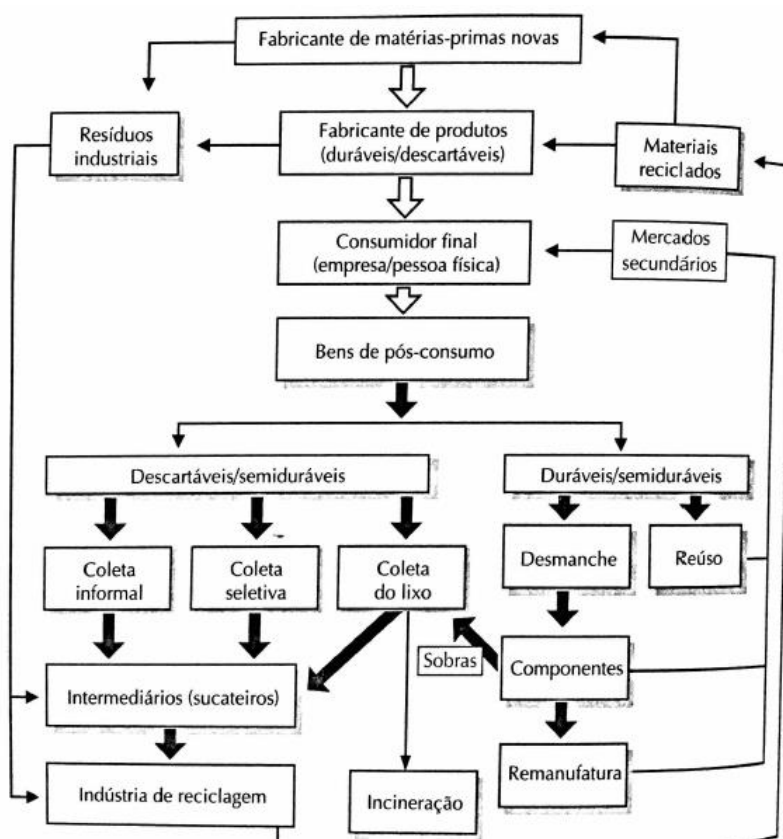 Fabricante de matérias-primas novas
Resíduos
industriais
Fabricante de produtos
(duráveis/descartáveis)
Materiais
reciclados
Consumidor final
(empresa/pessoa física)
Mercados
secundários
Bens de pós-consumo
Descartáveis/semiduráveis
Duráveis/semiduráveis
Coleta
informal
Coleta
seletiva
Coleta
do lixo
Desmanche
Reúso
Sobras
Componentes
Intermediários (sucateiros)
Remanufatura
Indústria de reciclagem
Incineração